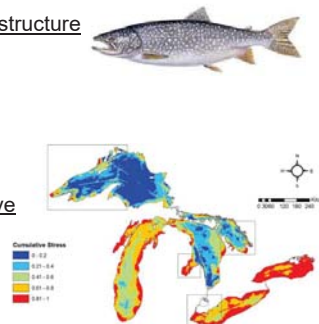 structure
N
W
E
S
Cumulative Stress
0 - 0.2
0.21 - 0.4
0.41 - 0.6
0.61 - 0.8
0.81 - 1